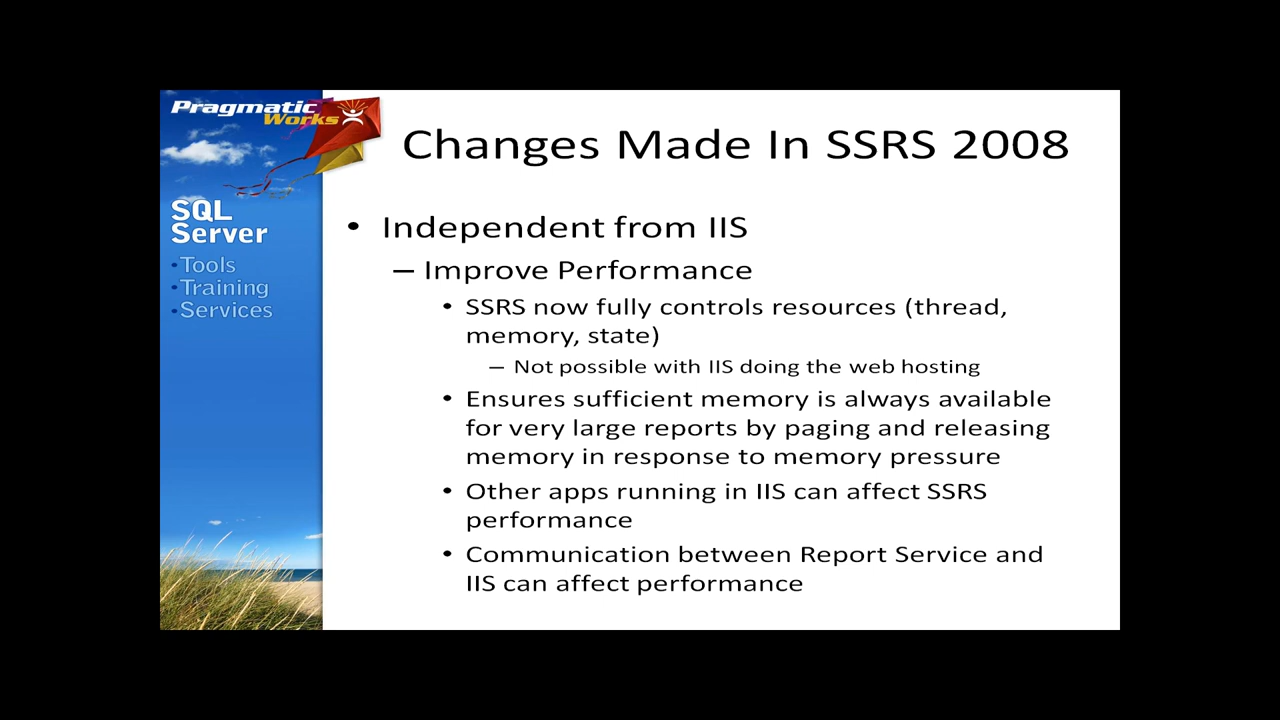 Pragmatic
Works
Changes Made In SSRS 2008
SQL
Server
•Tools
•Training
•Services
• Independent from IIS
– Improve Performance
• SSRS now fully controls resources (thread,
memory, state)
– Not possible with IIS doing the web hosting
• Ensures sufficient memory is always available
for very large reports by paging and releasing
memory in response to memory pressure
• Other apps running in IIS can affect SSRS
performance
• Communication between Report Service and
IIS can affect performance